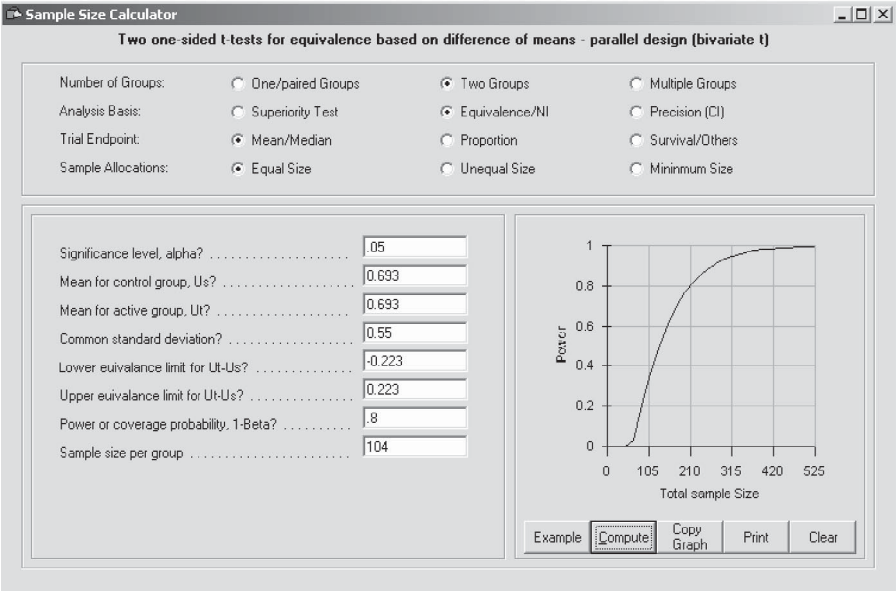 Sample Size Calculator
Two one-sided t-tests for equivalence based on difference of means - parallel design (bivariate t)
Number of Groups: One/paired Groups Two Groups Multiple Groups
Analysis Basis: Superiority Test Equivalence/NI Precision (CI)
Trial Endpoint: Mean/Median Proportion Survival/Others
Sample Allocations: Equal Size Unequal Size Mininmum Size
Significance level, alpha? .05
Mean for control group, Us? 0.693
Mean for active group, Ut? 0.693
Common standard deviation? 0.55
Lower euivalance limit for Ut-Us? -0.223
Upper euivalance limit for Ut-Us? 0.223
Power or coverage probability, 1-Beta? .8
Sample size per group 104
1
0.8
0.6
0.4
0.2
0
Power
0 105 210 315 420 525
Total sample Size
Example Compute Copy Graph Print Clear